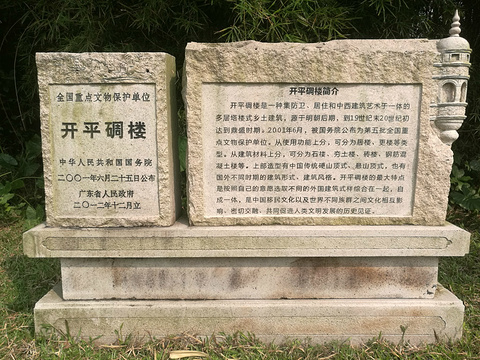 全国重点文物保护单位
开平碉楼
中华人民共和国国务院
二〇〇一年六月二十五日公布
广东省人民政府
二〇一二年十二月立
开平碉楼简介
开平碉楼是一种集防卫、居住和中西建筑艺术于一体的
多层塔楼式乡土建筑，源于明朝后期，到19世纪末20世纪初
达到鼎盛时期。2001年6月，被国务院公布为第五批全国重
点文物保护单位。从使用功能上分，可分为居楼、更楼等类
型。从建筑材料上分，可分为石楼、夯土楼、砖楼、钢筋混
凝土楼等。上部造型有中国传统硬山顶式、悬山顶式，也有
国外不同时期的建筑形式、建筑风格。开平碉楼的最大特点
是按照自己的意愿选取不同的外国建筑式样综合在一起，自
成一体，是中国移民文化以及世界不同族群之间文化相互影
响、密切交融、共同促进人类文明发展的历史见证。